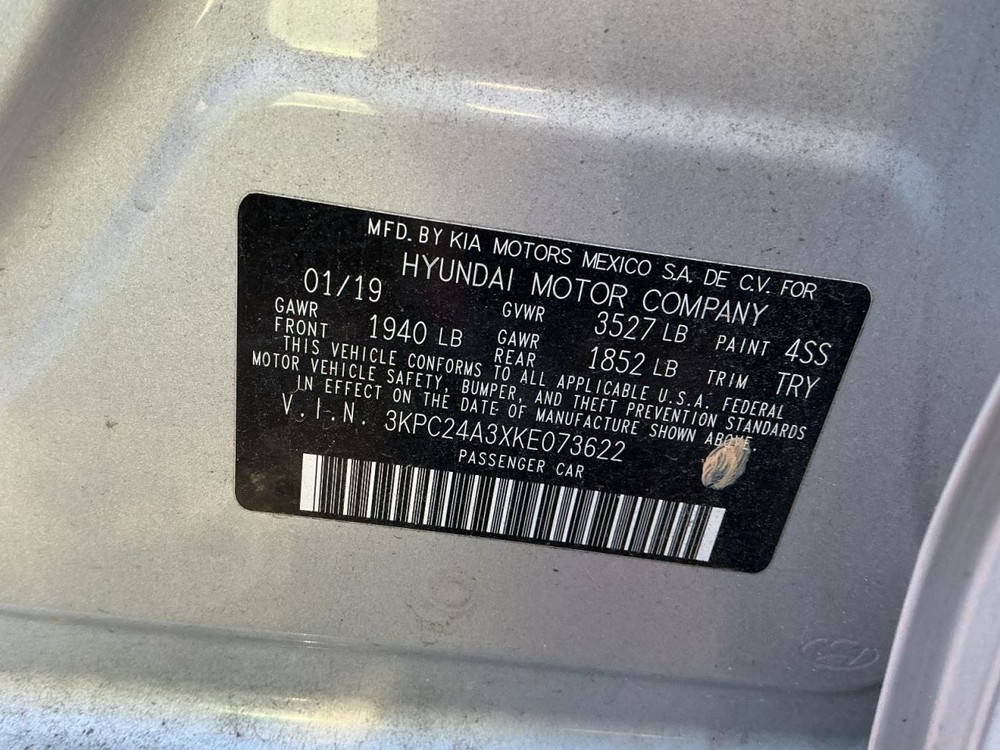 MFD. BY KIA MOTORS MEXICO S.A. DE C.V. FOR
HYUNDAI MOTOR COMPANY
01/19 GVWR 3527 LB PAINT 4SS
GAWR FRONT 1940 LB GAWR REAR 1852 LB TRIM TRY
THIS VEHICLE CONFORMS TO ALL APPLICABLE U.S.A. FEDERAL
MOTOR VEHICLE SAFETY, BUMPER, AND THEFT PREVENTION STANDARDS
IN EFFECT ON THE DATE OF MANUFACTURE SHOWN ABOVE.
V.I.N. 3KPC24A3XKE073622
PASSENGER CAR